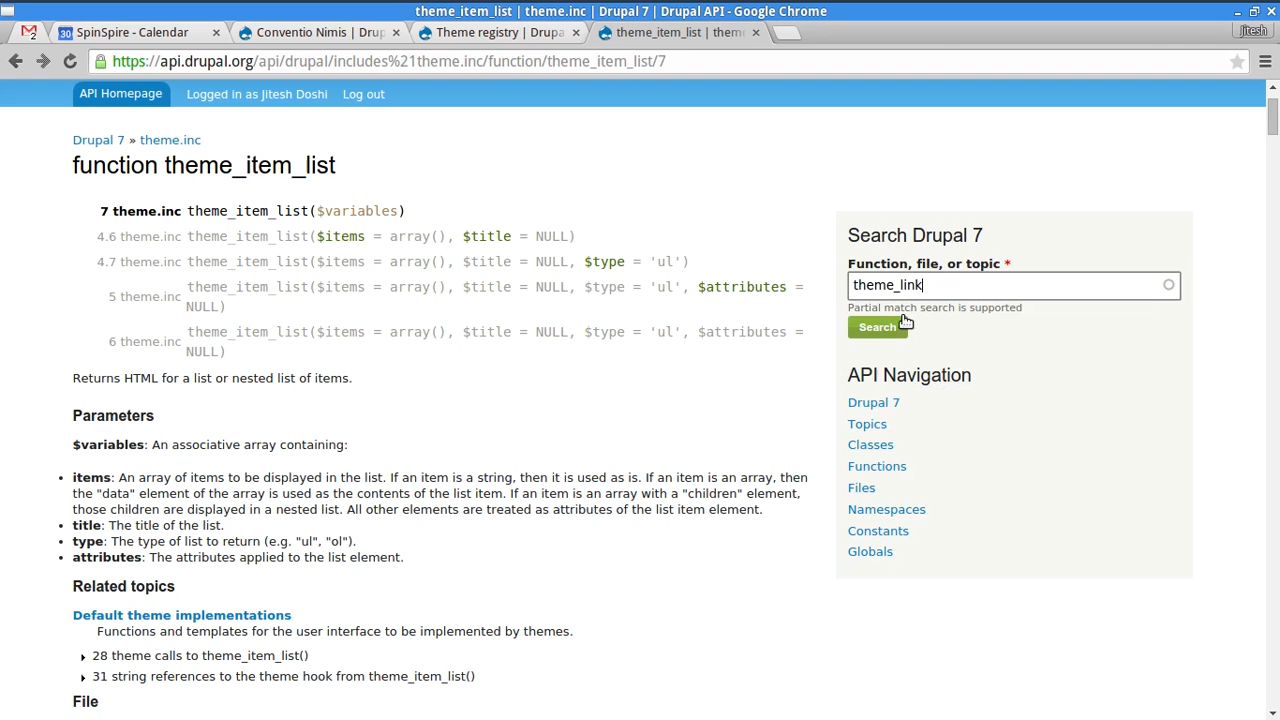 theme_item_list | theme.inc | Drupal 7 | Drupal API - Google Chrome
2
30 SpinSpire - Calendar
Conventio Nimis | Drup
Theme registry | Drupa
theme_item_list | them
Jitesh
https://api.drupal.org/api/drupal/includes%21theme.inc/function/theme_item_list/7
API Homepage
Logged in as Jitesh Doshi
Log out
Drupal 7 » theme.inc
function theme_item_list
7 theme.inc theme_item_list($variables)
4.6 theme.inc theme_item_list($items = array(), $title = NULL)
4.7 theme.inc theme_item_list($items = array(), $title = NULL, $type = 'ul')
5 theme.inc theme_item_list($items = array(), $title = NULL, $type = 'ul', $attributes =
NULL)
6 theme.inc theme_item_list($items = array(), $title = NULL, $type = 'ul', $attributes =
NULL)
Returns HTML for a list or nested list of items.
Parameters
$variables: An associative array containing:
• items: An array of items to be displayed in the list. If an item is a string, then it is used as is. If an item is an array, then
the "data" element of the array is used as the contents of the list item. If an item is an array with a "children" element,
those children are displayed in a nested list. All other elements are treated as attributes of the list item element.
• title: The title of the list.
• type: The type of list to return (e.g. "ul", "ol").
• attributes: The attributes applied to the list element.
Related topics
Default theme implementations
Functions and templates for the user interface to be implemented by themes.
28 theme calls to theme_item_list()
31 string references to the theme hook from theme_item_list()
File
Search Drupal 7
Function, file, or topic *
theme_link
Partial match search is supported
Search
API Navigation
Drupal 7
Topics
Classes
Functions
Files
Namespaces
Constants
Globals